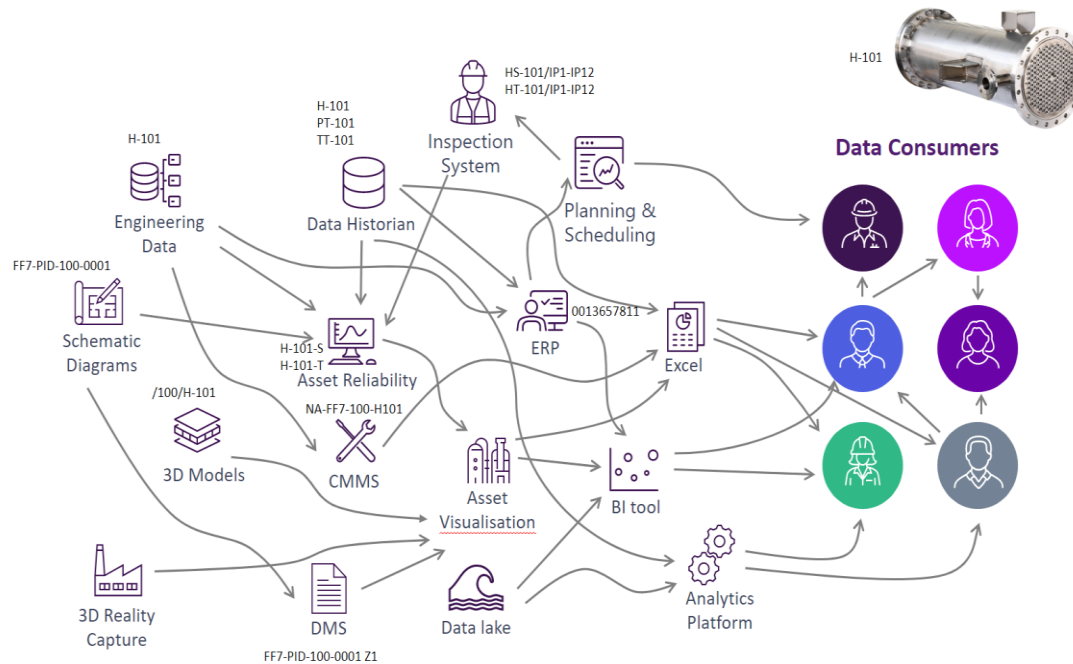 HS-101/IP1-IP12
HT-101/IP1-IP12
H-101
H-101
PT-101
TT-101
H-101
Inspection
System
Data Consumers
Engineering
Data
Data Historian
Planning &
Scheduling
FF7-PID-100-0001
Schematic
Diagrams
H-101-S
H-101-T
Asset Reliability
0013657811
ERP
Excel
/100/H-101
3D Models
NA-FF7-100-H101
CMMS
Asset
Visualisation
BI tool
3D Reality
Capture
DMS
FF7-PID-100-0001 Z1
Data lake
Analytics
Platform